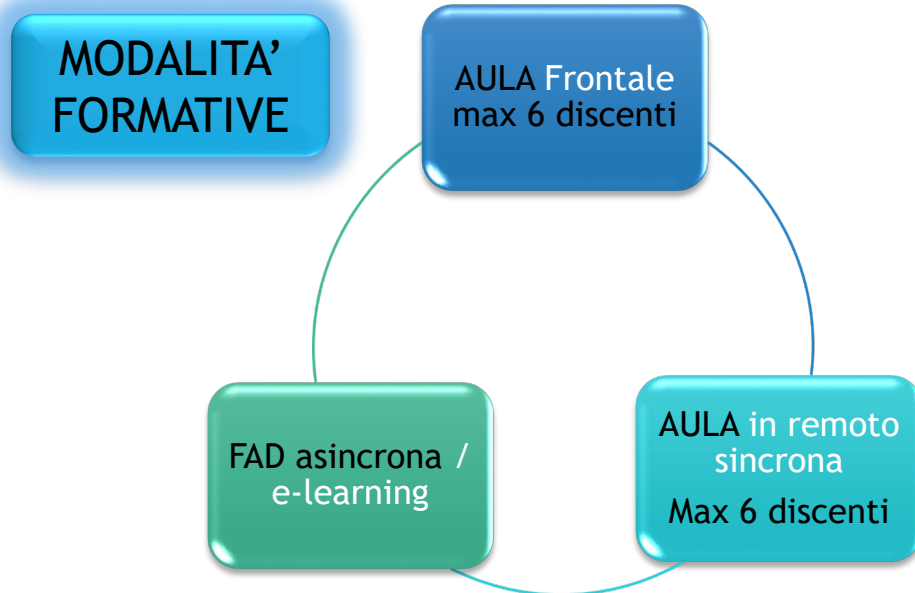 MODALITA’
FORMATIVE
AULA Frontale
max 6 discenti
FAD asincrona /
e-learning
AULA in remoto
sincrona
Max 6 discenti